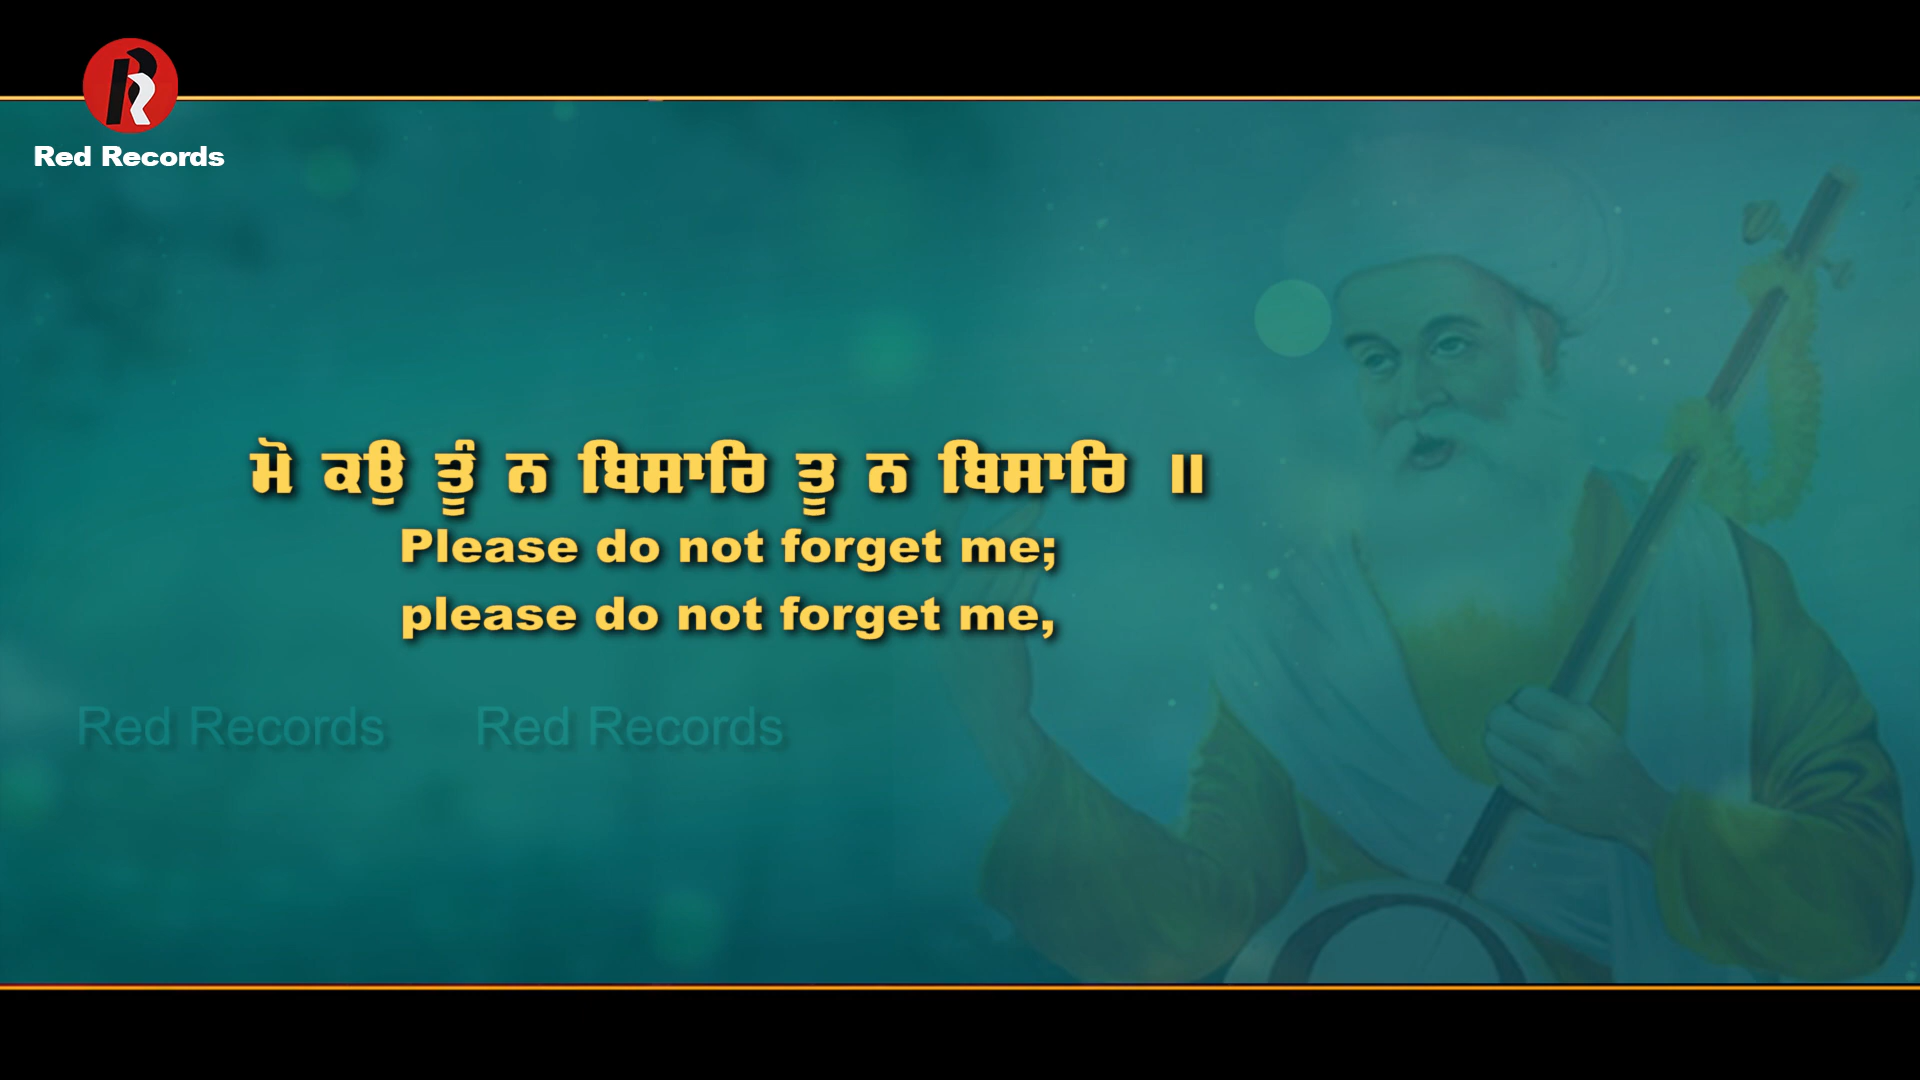 Red Records
ਮੋ ਕਉ ਤੂੰ ਨ ਬਿਸਾਰਿ ਤੂ ਨ ਬਿਸਾਰਿ ॥
Please do not forget me;
please do not forget me,
Red Records Red Records